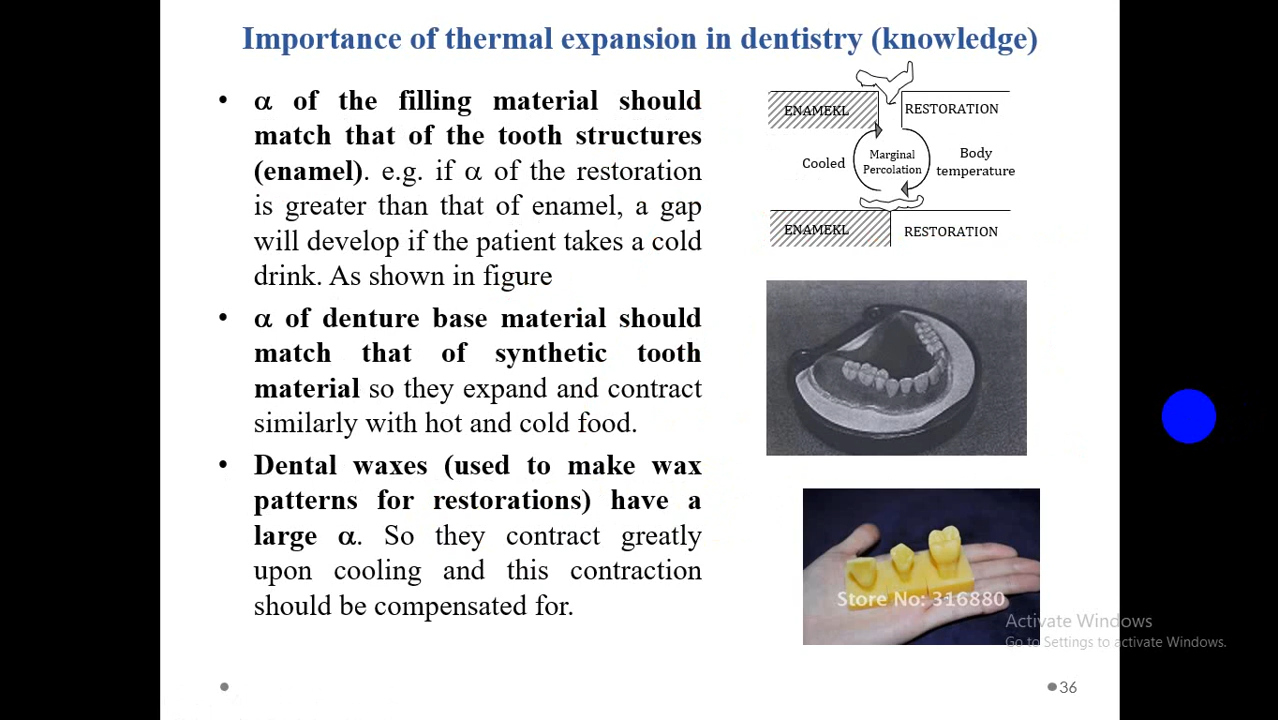 Importance of thermal expansion in dentistry (knowledge)
• α of the filling material should
match that of the tooth structures
(enamel). e.g. if α of the restoration
is greater than that of enamel, a gap
will develop if the patient takes a cold
drink. As shown in figure
• α of denture base material should
match that of synthetic tooth
material so they expand and contract
similarly with hot and cold food.
• Dental waxes (used to make wax
patterns for restorations) have a
large α. So they contract greatly
upon cooling and this contraction
should be compensated for.
ENAMEKL RESTORATION
Cooled
Marginal
Percolation
Body
temperature
ENAMEKL RESTORATION
Store No: 316880
Activate Windows
Go to Settings to activate Windows.
36